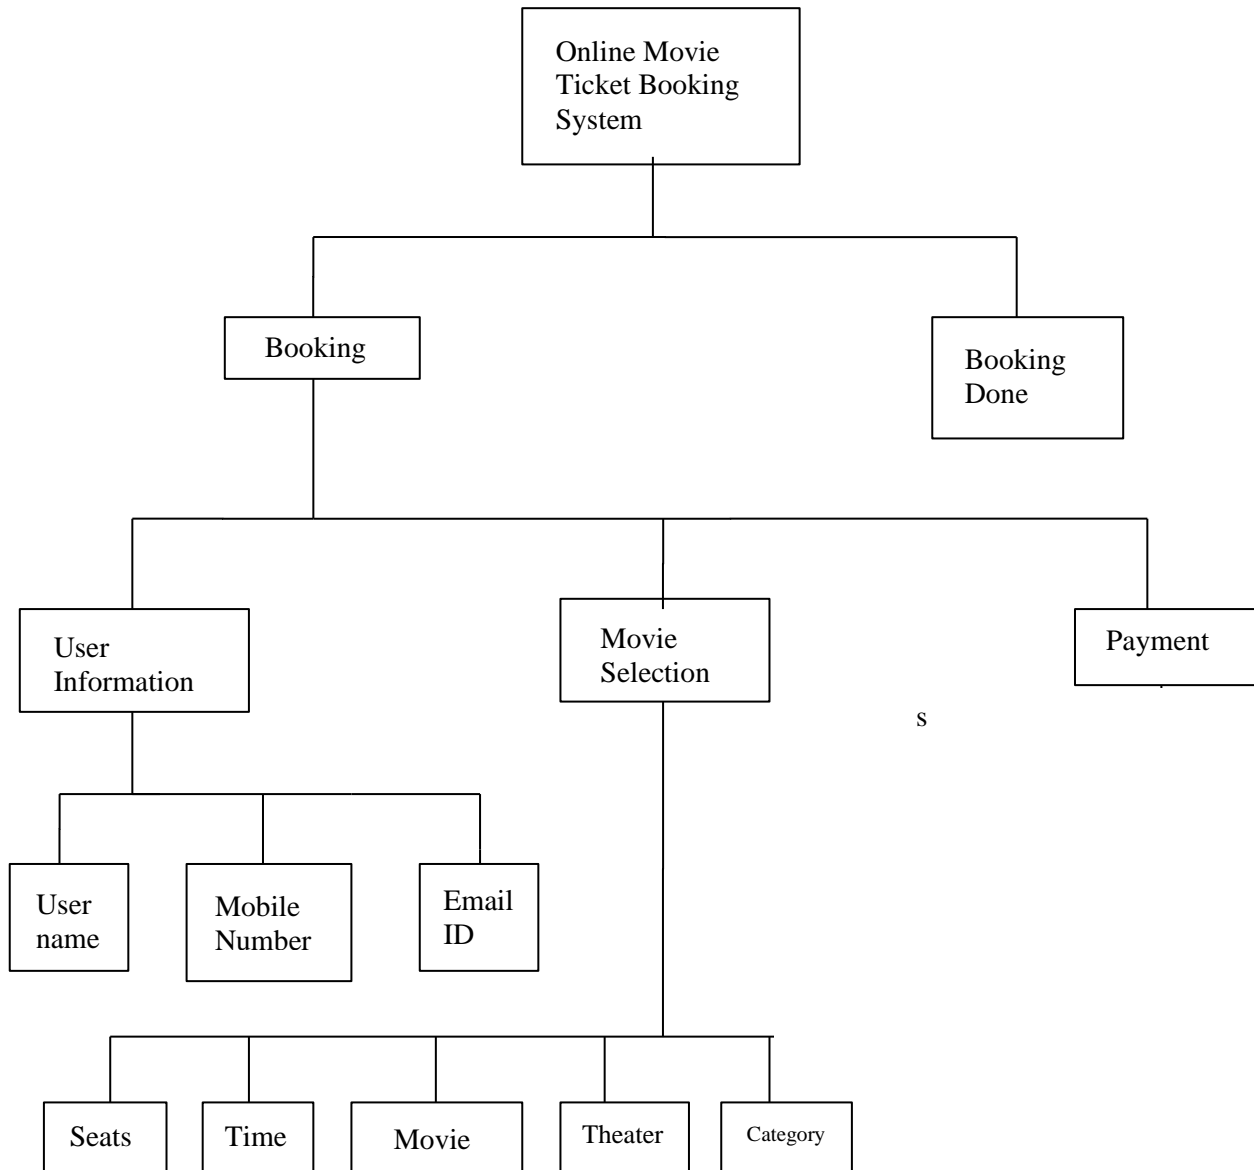 Online Movie
Ticket Booking
System
Booking
Booking
Done
User
Information
Movie
Selection
Payment
s
User
name
Mobile
Number
Email
ID
Seats
Time
Movie
Theater
Category